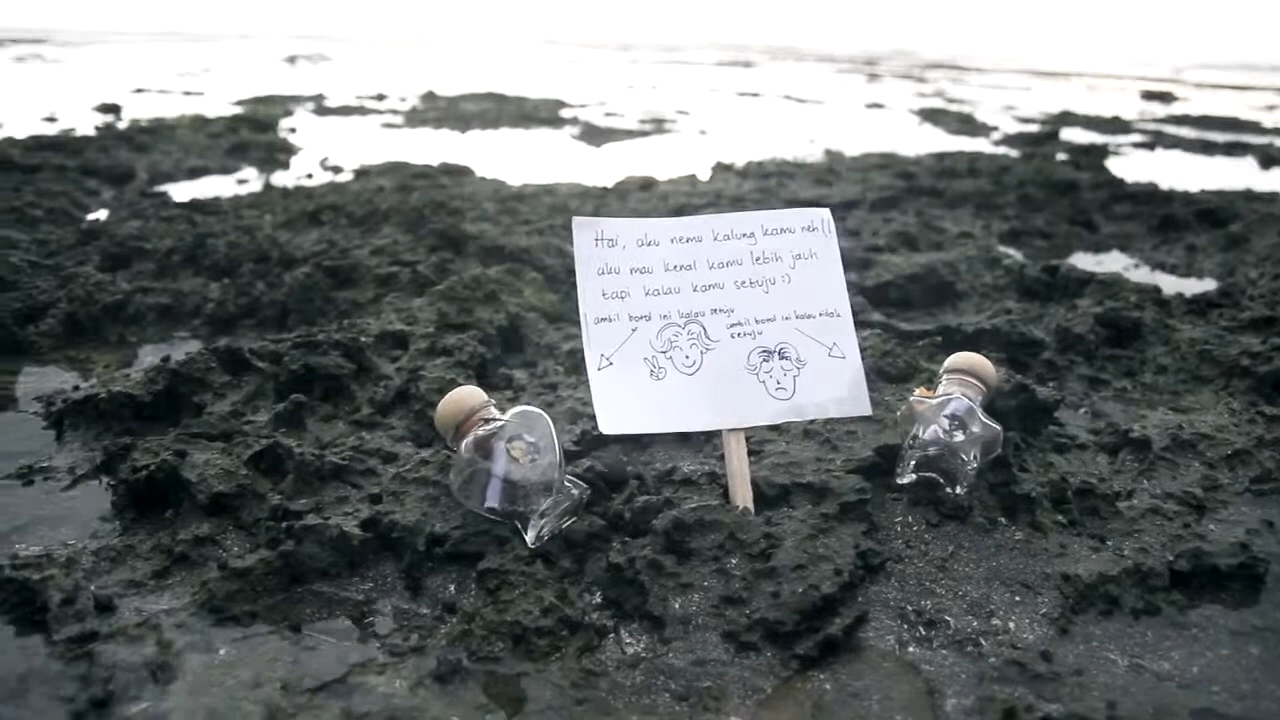 Hai, aku nemu kalung kamu neh!!
aku mau kenal kamu lebih jauh
tapi kalau kamu setuju :)
ambil botol ini kalau setuju
ambil botol ini kalau tidak
setuju